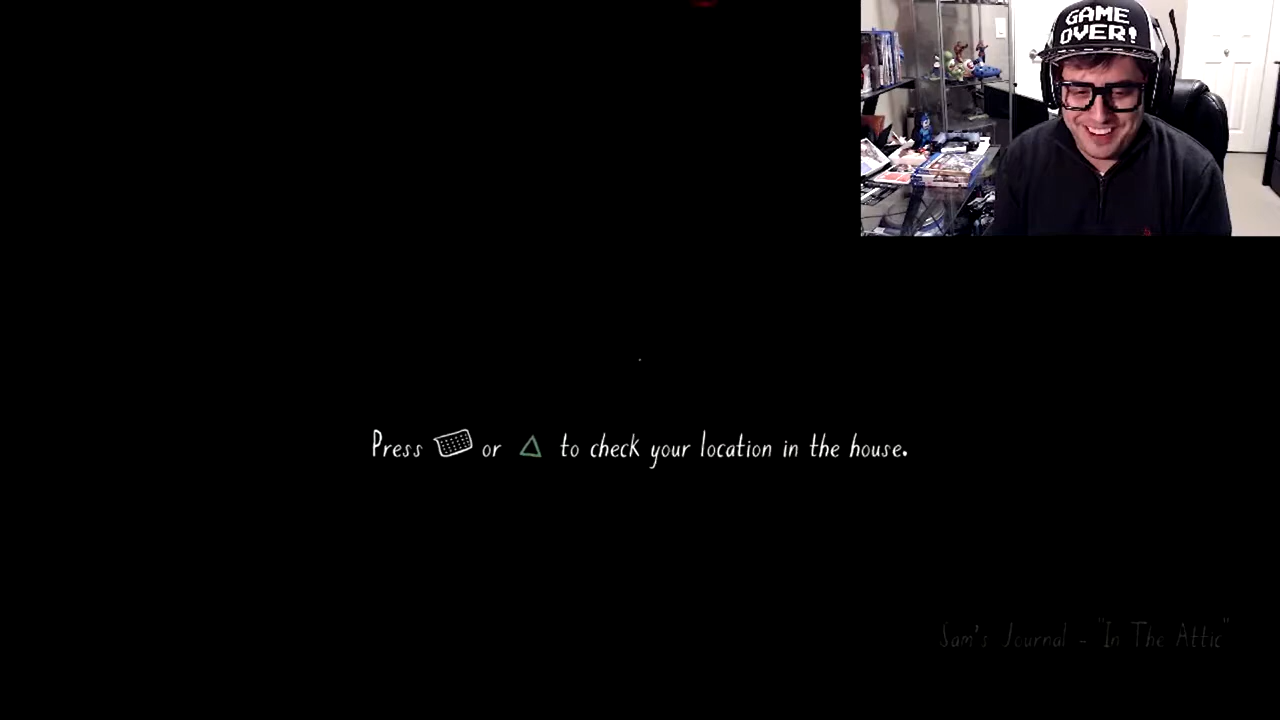 GAME
OVER!
Press or △ to check your location in the house.
Sam's Journal - "In The Attic"